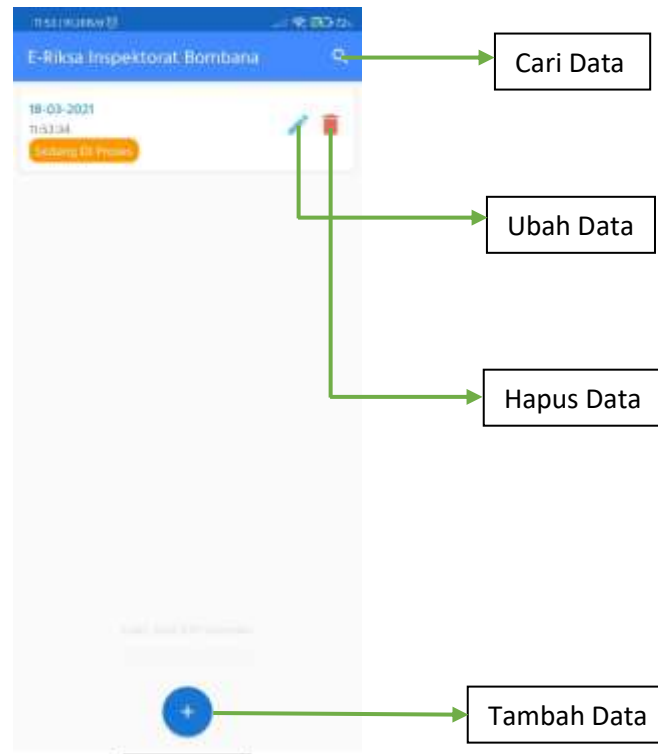 E-Riksa Inspektorat Bombana
Cari Data
18-03-2021
11:53:34
Sedang Di Proses
Ubah Data
Hapus Data
+
Tambah Data